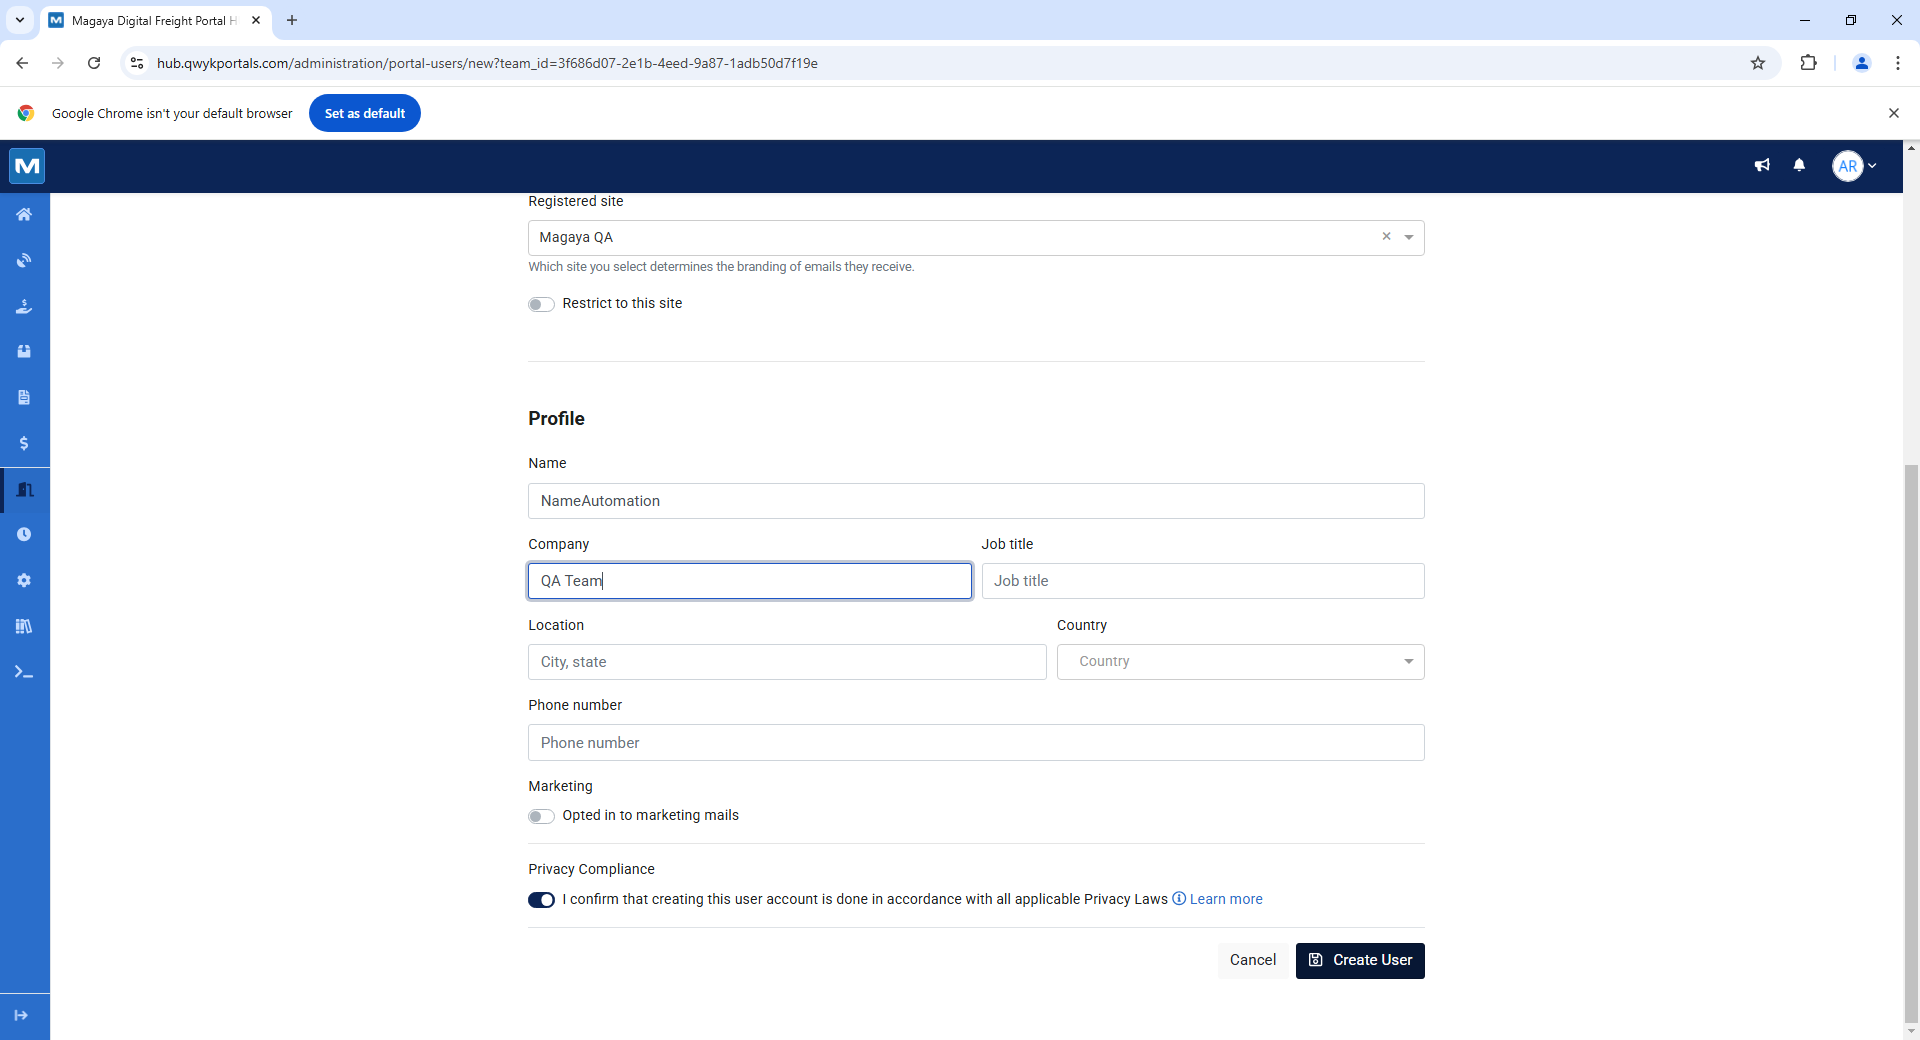 Magaya Digital Freight Portal H
hub.qwykportals.com/administration/portal-users/new?team_id=3f686d07-2e1b-4eed-9a87-1adb50d7f19e
Google Chrome isn't your default browser
Set as default
M
AR
Registered site
Magaya QA
Which site you select determines the branding of emails they receive.
Restrict to this site
Profile
Name
NameAutomation
Company
Job title
QA Team
Job title
Location
Country
City, state
Country
Phone number
Phone number
Marketing
Opted in to marketing mails
Privacy Compliance
I confirm that creating this user account is done in accordance with all applicable Privacy Laws Learn more
Cancel
Create User